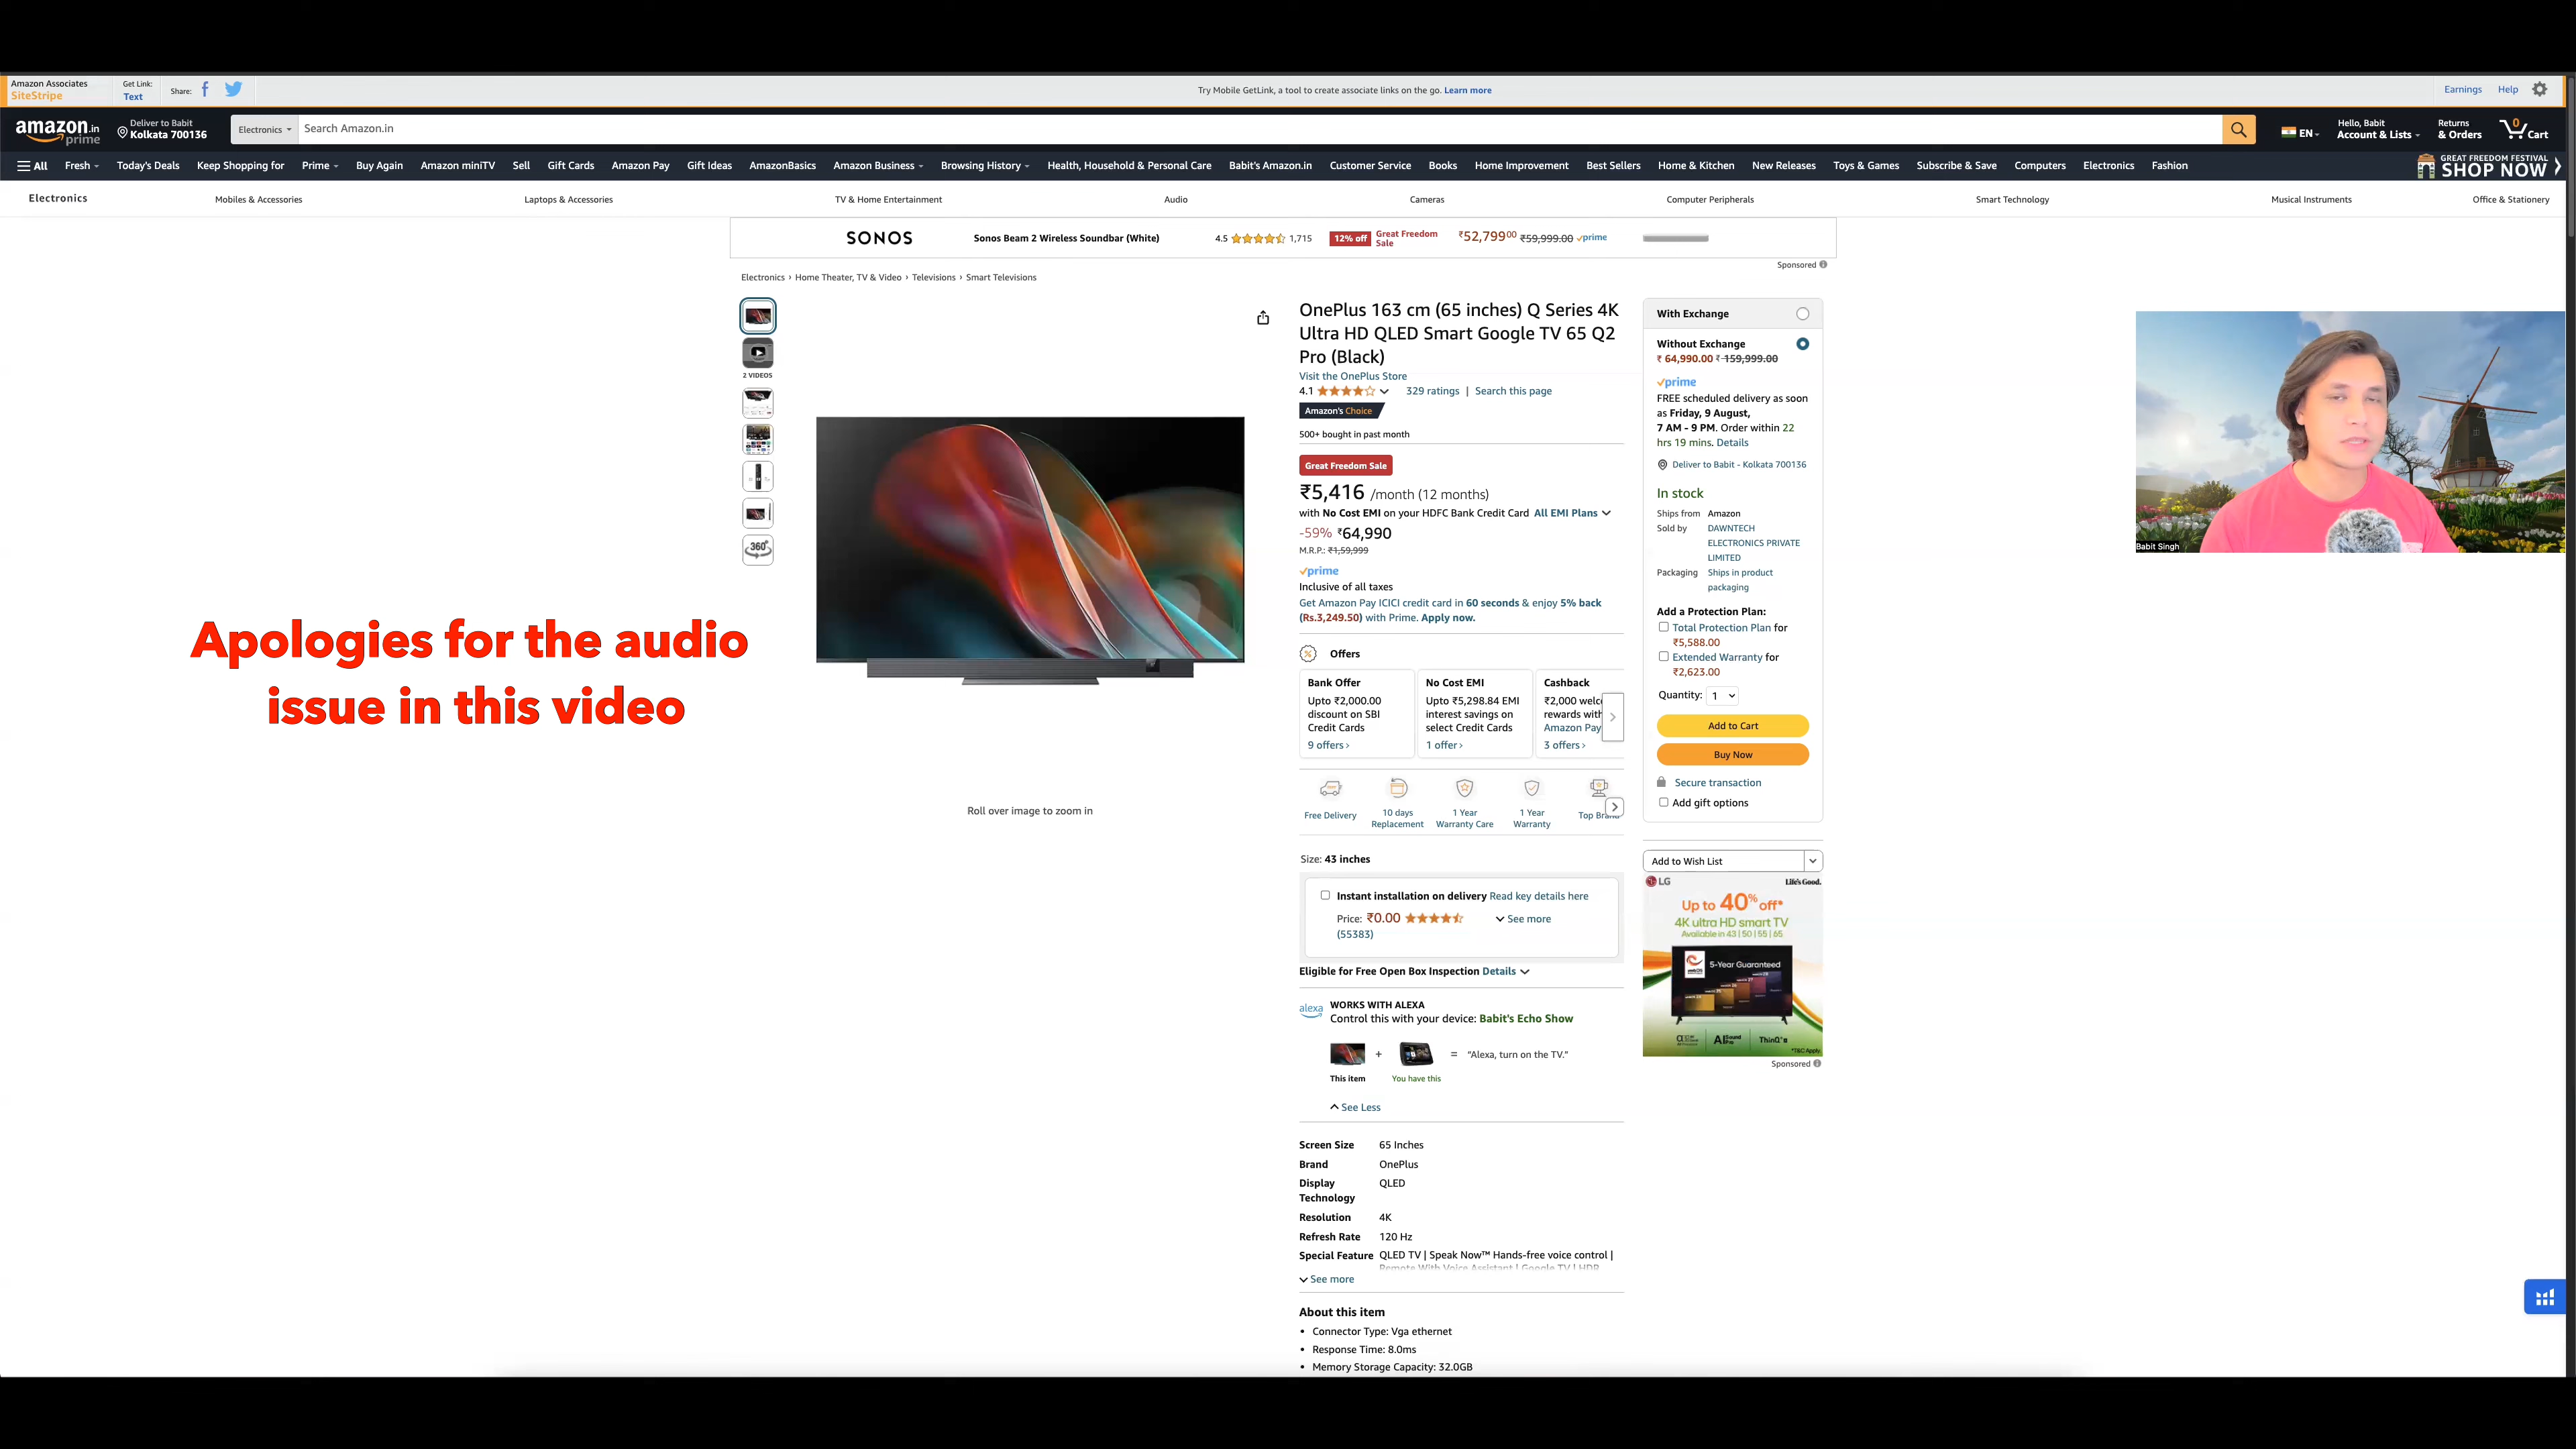 Amazon Associates
SiteStripe
Get Link:
Text
Share:
Try Mobile GetLink, a tool to create associate links on the go. Learn more
Earnings
Help
amazon.in
prime
Deliver to Babit
Kolkata 700136
Electronics
Search Amazon.in
EN
Hello, Babit
Account & Lists
Returns
& Orders
0
Cart
All
Fresh
Today's Deals
Keep Shopping for
Prime
Buy Again
Amazon miniTV
Sell
Gift Cards
Amazon Pay
Gift Ideas
AmazonBasics
Amazon Business
Browsing History
Health, Household & Personal Care
Babit's Amazon.in
Customer Service
Books
Home Improvement
Best Sellers
Home & Kitchen
New Releases
Toys & Games
Subscribe & Save
Computers
Electronics
Fashion
GREAT FREEDOM FESTIVAL
SHOP NOW
Electronics
Mobiles & Accessories
Laptops & Accessories
TV & Home Entertainment
Audio
Cameras
Computer Peripherals
Smart Technology
Musical Instruments
Office & Stationery
SONOS
Sonos Beam 2 Wireless Soundbar (White)
4.5
1,715
12% off
Great Freedom
Sale
₹52,79900
₹59,999.00
prime
Sponsored
Electronics › Home Theater, TV & Video › Televisions › Smart Televisions
2 VIDEOS
360°
Roll over image to zoom in
Apologies for the audio
issue in this video
OnePlus 163 cm (65 inches) Q Series 4K
Ultra HD QLED Smart Google TV 65 Q2
Pro (Black)
Visit the OnePlus Store
4.1
329 ratings | Search this page
Amazon's Choice
500+ bought in past month
Great Freedom Sale
₹5,416 /month (12 months)
with No Cost EMI on your HDFC Bank Credit Card All EMI Plans
-59% ₹64,990
M.R.P.: ₹1,59,999
prime
Inclusive of all taxes
Get Amazon Pay ICICI credit card in 60 seconds & enjoy 5% back
(Rs.3,249.50) with Prime. Apply now.
Offers
Bank Offer
Upto ₹2,000.00
discount on SBI
Credit Cards
9 offers ›
No Cost EMI
Upto ₹5,298.84 EMI
interest savings on
select Credit Cards
1 offer ›
Cashback
₹2,000 welc
rewards with
Amazon Pay
3 offers ›
Free Delivery
10 days
Replacement
1 Year
Warranty Care
1 Year
Warranty
Top Brand
Size: 43 inches
Instant installation on delivery Read key details here
Price: ₹0.00
See more
(55383)
Eligible for Free Open Box Inspection Details
alexa
WORKS WITH ALEXA
Control this with your device: Babit's Echo Show
+
=
"Alexa, turn on the TV."
This item
You have this
See Less
Screen Size 65 Inches
Brand OnePlus
Display QLED
Technology
Resolution 4K
Refresh Rate 120 Hz
Special Feature QLED TV | Speak Now™ Hands-free voice control |
Remote With Voice Assistant | Google TV | HDR
See more
About this item
• Connector Type: Vga ethernet
• Response Time: 8.0ms
• Memory Storage Capacity: 32.0GB
With Exchange
Without Exchange
₹ 64,990.00 ₹ 159,999.00
prime
FREE scheduled delivery as soon
as Friday, 9 August,
7 AM - 9 PM. Order within 22
hrs 19 mins. Details
Deliver to Babit - Kolkata 700136
In stock
Ships from Amazon
Sold by DAWNTECH
ELECTRONICS PRIVATE
LIMITED
Packaging Ships in product
packaging
Add a Protection Plan:
Total Protection Plan for
₹5,588.00
Extended Warranty for
₹2,623.00
Quantity: 1
Add to Cart
Buy Now
Secure transaction
Add gift options
Add to Wish List
LG
Life's Good.
Up to 40% off*
4K ultra HD smart TV
Available in 43 | 50 | 55 | 65
5-Year Guaranteed
AI Sound Pro
ThinQ
*T&C Apply
Sponsored
Babit Singh